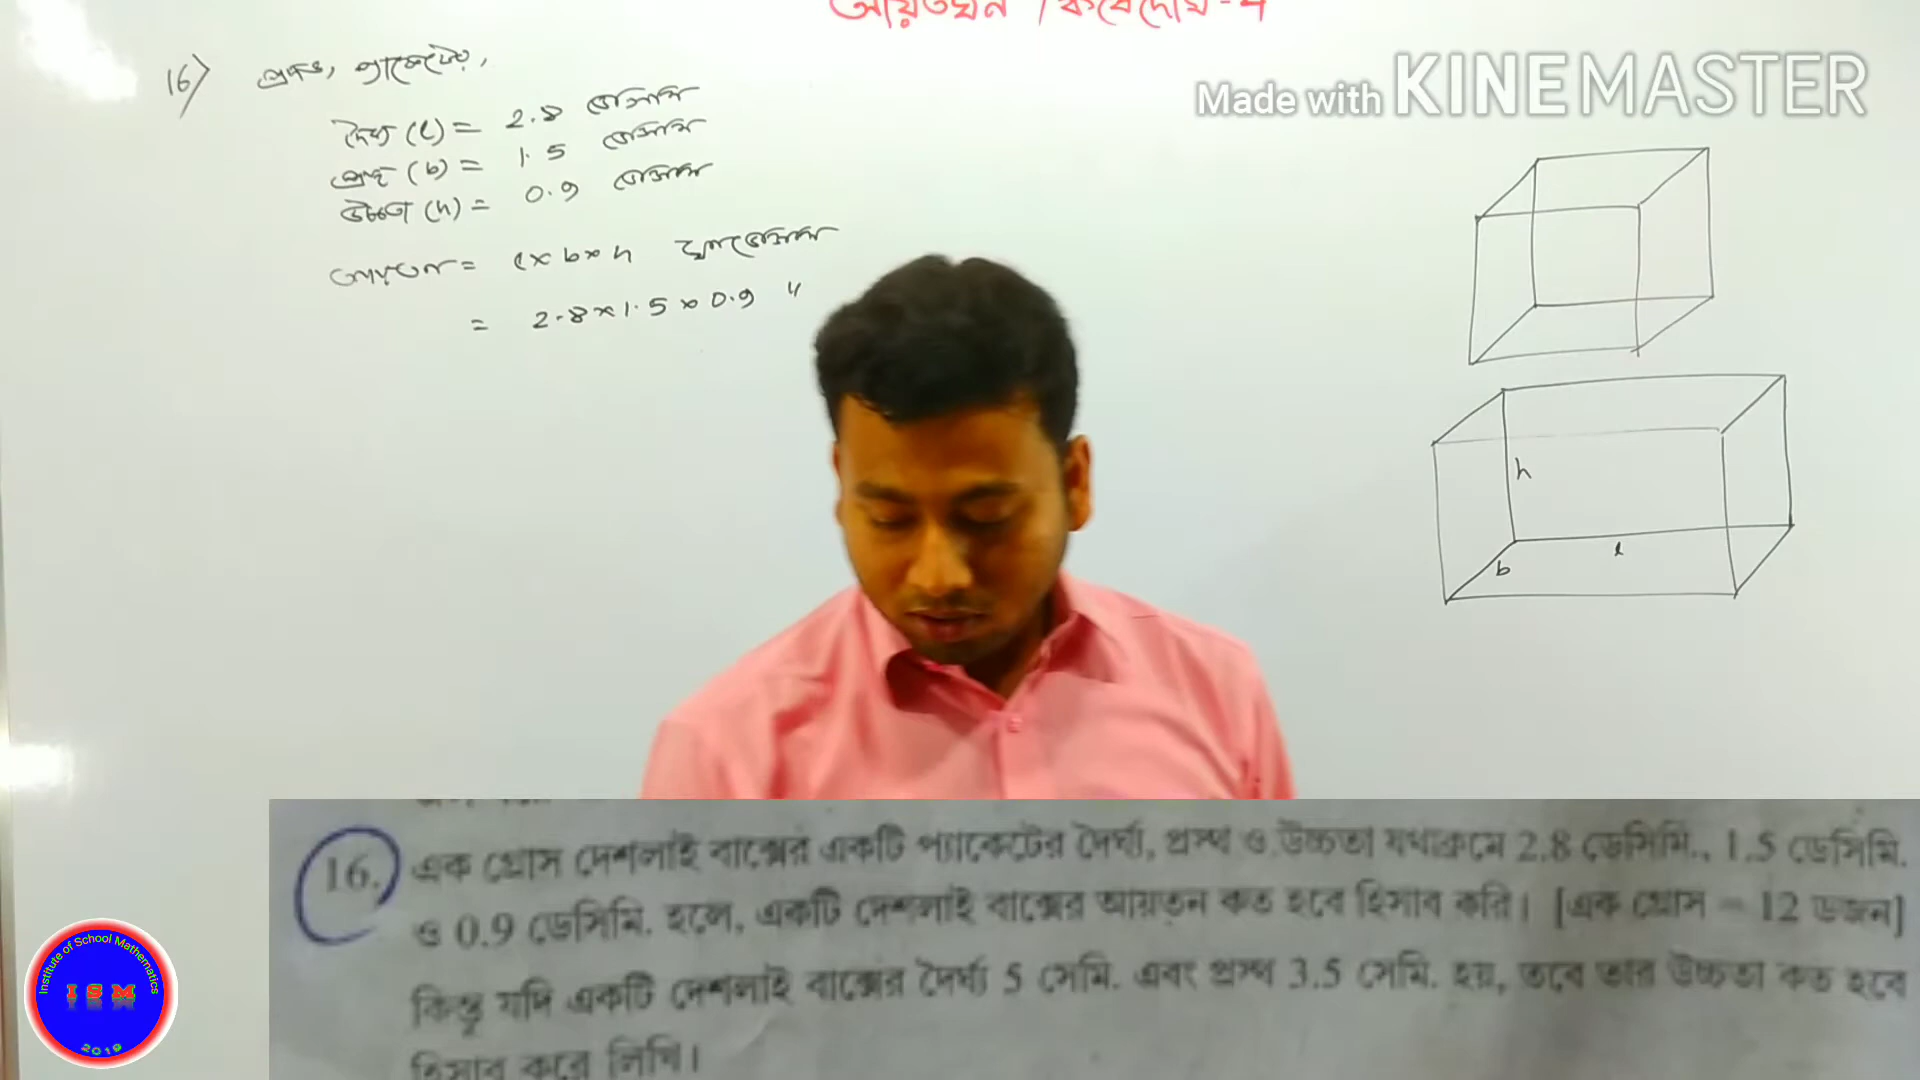 আয়তঘন
Made with KINEMASTER
16) প্রদত্ত, প্যাকেটের,
দৈর্ঘ্য (l) = 2.8 ডেসিমি
প্রস্থ (b) = 1.5 ডেসিমি
উচ্চতা (h) = 0.9 ডেসিমি
আয়তন = l × b × h ঘনডেসিমি
= 2.8 × 1.5 × 0.9 "
h
b
l
16. এক গ্রোস দেশলাই বাক্সের একটি প্যাকেটের দৈর্ঘ্য, প্রস্থ ও উচ্চতা যথাক্রমে 2.8 ডেসিমি., 1.5 ডেসিমি.
ও 0.9 ডেসিমি. হলে, একটি দেশলাই বাক্সের আয়তন কত হবে হিসাব করি। [এক গ্রোস = 12 ডজন]
কিন্তু যদি একটি দেশলাই বাক্সের দৈর্ঘ্য 5 সেমি. এবং প্রস্থ 3.5 সেমি. হয়, তবে তার উচ্চতা কত হবে
হিসাব করে লিখি।
Institute of School Mathematics
ISM
2019